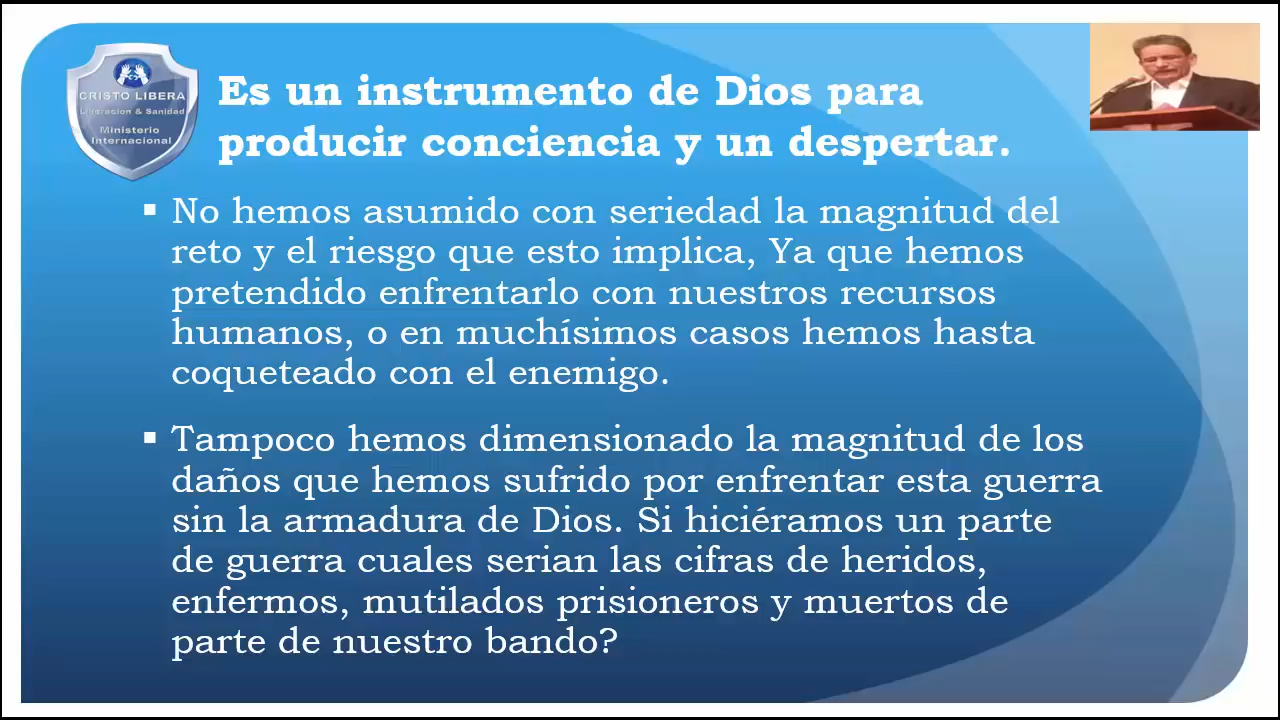 CRISTO LIBERA
Liberacion & Sanidad
Ministerio
Internacional
Es un instrumento de Dios para
producir conciencia y un despertar.
▪ No hemos asumido con seriedad la magnitud del
reto y el riesgo que esto implica, Ya que hemos
pretendido enfrentarlo con nuestros recursos
humanos, o en muchísimos casos hemos hasta
coqueteado con el enemigo.
▪ Tampoco hemos dimensionado la magnitud de los
daños que hemos sufrido por enfrentar esta guerra
sin la armadura de Dios. Si hiciéramos un parte
de guerra cuales serian las cifras de heridos,
enfermos, mutilados prisioneros y muertos de
parte de nuestro bando?